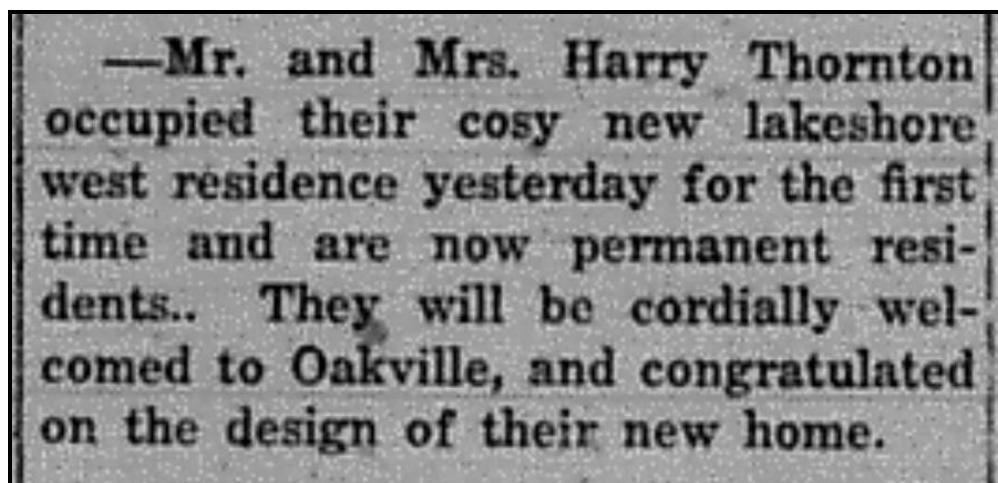 —Mr. and Mrs. Harry Thornton
occupied their cosy new lakeshore
west residence yesterday for the first
time and are now permanent resi-
dents.. They will be cordially wel-
comed to Oakville, and congratulated
on the design of their new home.